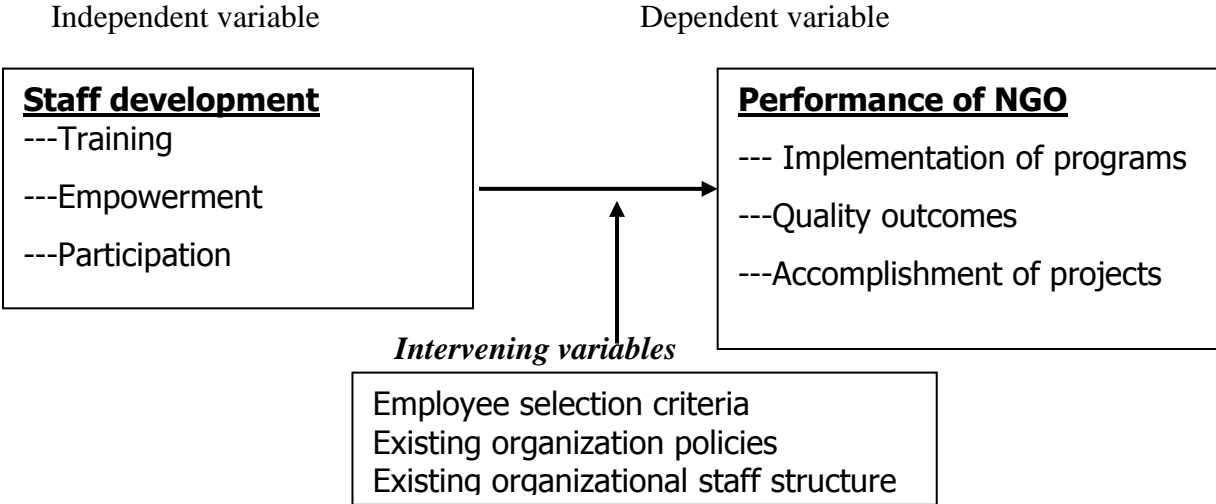 Independent variable
Dependent variable
Staff development
---Training
---Empowerment
---Participation
Performance of NGO
--- Implementation of programs
---Quality outcomes
---Accomplishment of projects
Intervening variables
Employee selection criteria
Existing organization policies
Existing organizational staff structure